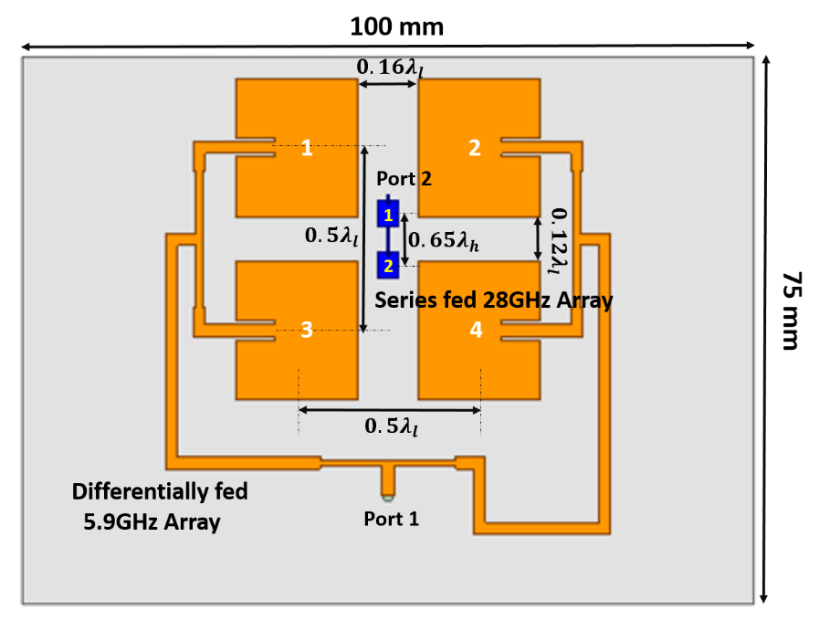 100 mm
0.16λₗ
1
2
Port 2
1
0.5λₗ
0.65λₕ
0.12λₗ
2
Series fed 28GHz Array
75 mm
3
4
0.5λₗ
Differentially fed
5.9GHz Array
Port 1